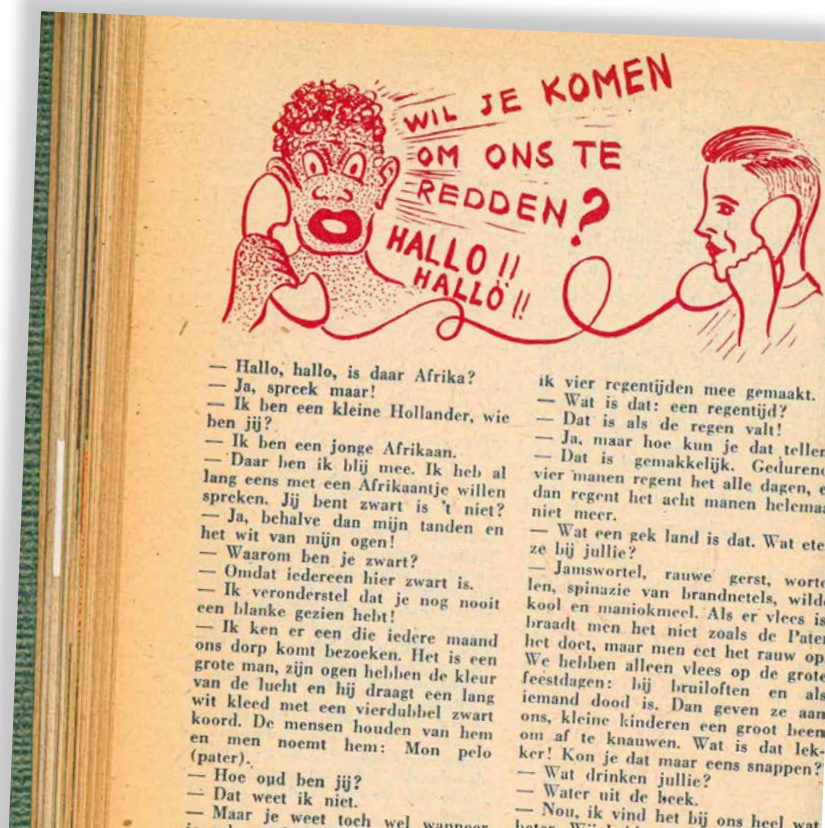 WIL JE KOMEN
OM ONS TE
REDDEN?
HALLO!!
HALLO!!
— Hallo, hallo, is daar Afrika?
— Ja, spreek maar!
— Ik ben een kleine Hollander, wie
ben jij?
— Ik ben een jonge Afrikaan.
— Daar ben ik blij mee. Ik heb al
lang eens met een Afrikaantje willen
spreken. Jij bent zwart is 't niet?
— Ja, behalve dan mijn tanden en
het wit van mijn ogen!
— Waarom ben je zwart?
— Omdat iedereen hier zwart is.
— Ik veronderstel dat je nog nooit
een blanke gezien hebt!
— Ik ken er een die iedere maand
ons dorp komt bezoeken. Het is een
grote man, zijn ogen hebben de kleur
van de lucht en hij draagt een lang
wit kleed met een vierdubbel zwart
koord. De mensen houden van hem
en men noemt hem: Mon pelo
(pater).
— Hoe oud ben jij?
— Dat weet ik niet.
— Maar je weet toch wel wanneer
ik vier regentijden mee gemaakt.
— Wat is dat: een regentijd?
— Dat is als de regen valt!
— Ja, maar hoe kun je dat teller
— Dat is gemakkelijk. Gedurend
vier manen regent het alle dagen, e
dan regent het acht manen helemaa
niet meer.
— Wat een gek land is dat. Wat ete
ze bij jullie?
— Jamswortel, rauwe gerst, worte
len, spinazie van brandnetels, wilde
kool en maniokmeel. Als er vlees is
braadt men het niet zoals de Pater
het doet, maar men eet het rauw op
We hebben alleen vlees op de grote
feestdagen: bij bruiloften en als
iemand dood is. Dan geven ze aan
ons, kleine kinderen een groot been
om af te knauwen. Wat is dat lek-
ker! Kon je dat maar eens snappen?
— Wat drinken jullie?
— Water uit de beek.
— Nou, ik vind het bij ons heel wat